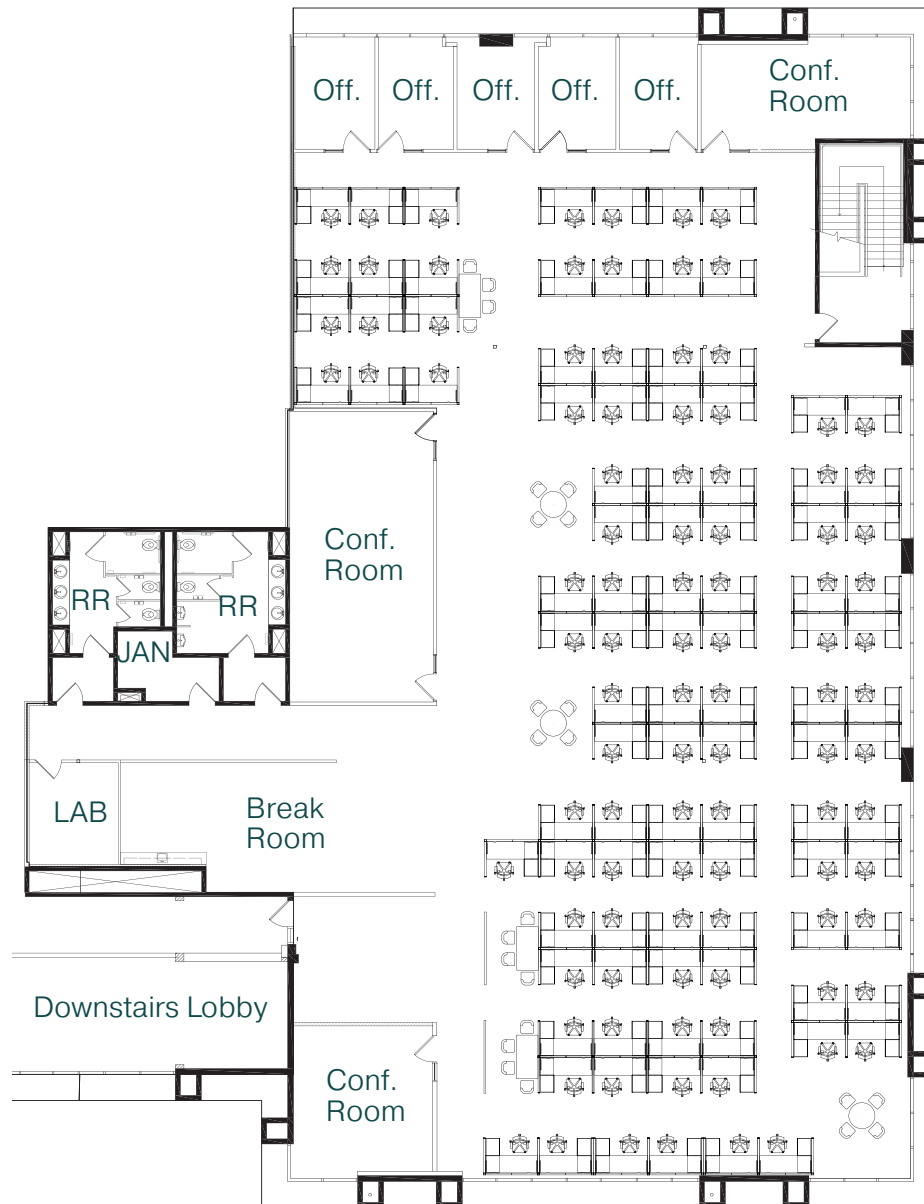 Off.
Off.
Off.
Off.
Off.
Conf.
Room
Conf.
Room
RR
RR
JAN
LAB
Break
Room
Downstairs Lobby
Conf.
Room